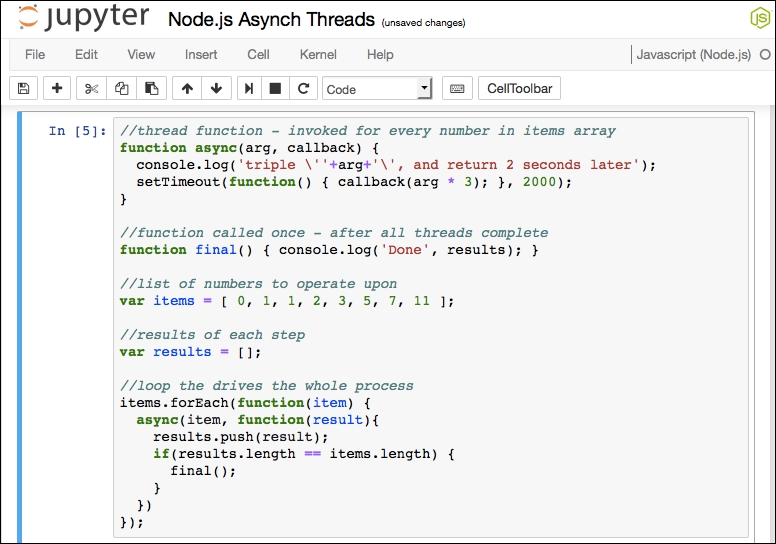 jupyter Node.js Asynch Threads (unsaved changes)
JS
File Edit View Insert Cell Kernel Help Javascript (Node.js)
Code CellToolbar
In [5]: //thread function – invoked for every number in items array
function async(arg, callback) {
  console.log('triple \''+arg+'\', and return 2 seconds later');
  setTimeout(function() { callback(arg * 3); }, 2000);
}
//function called once – after all threads complete
function final() { console.log('Done', results); }
//list of numbers to operate upon
var items = [ 0, 1, 1, 2, 3, 5, 7, 11 ];
//results of each step
var results = [];
//loop the drives the whole process
items.forEach(function(item) {
  async(item, function(result){
    results.push(result);
    if(results.length == items.length) {
      final();
    }
  })
});